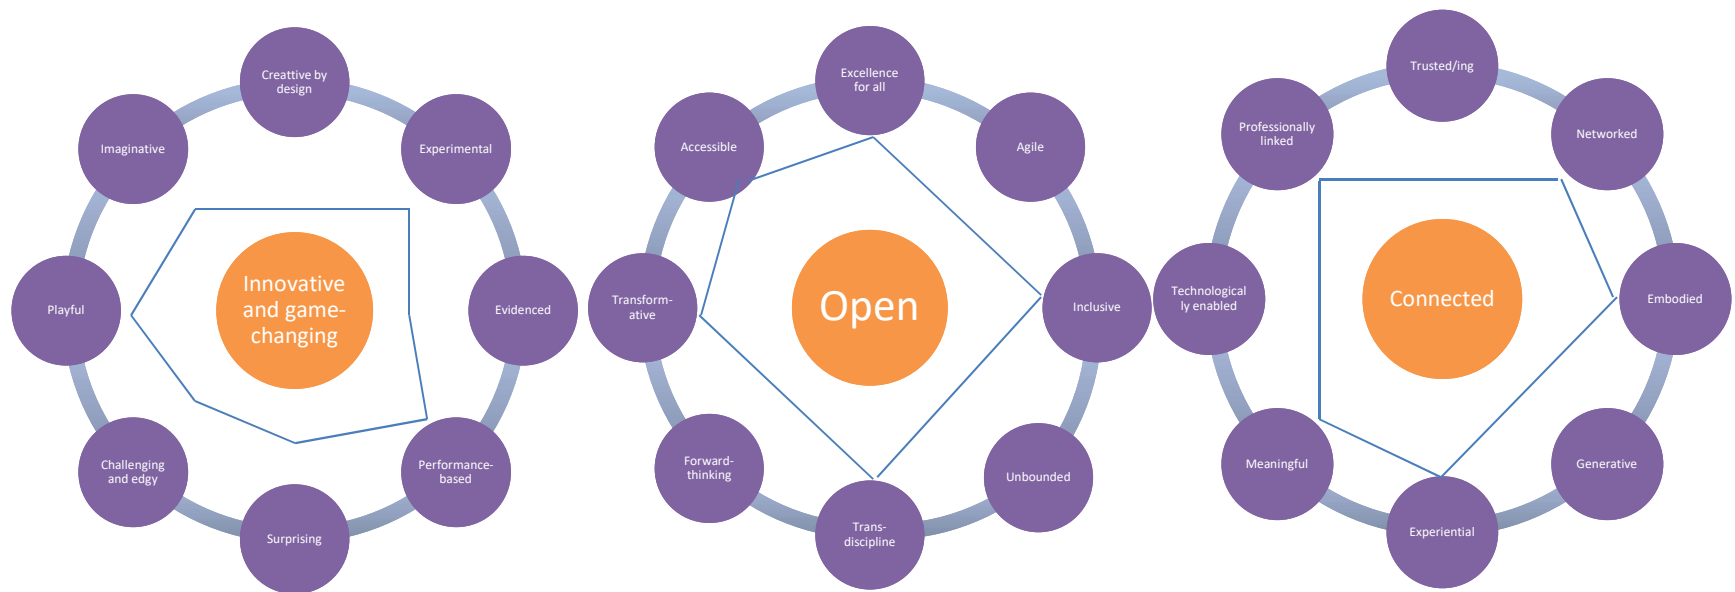 Creattive by
design
Experimental
Evidenced
Performance-
based
Surprising
Challenging
and edgy
Playful
Imaginative
Innovative
and game-
changing
Excellence
for all
Agile
Inclusive
Unbounded
Trans-
discipline
Forward-
thinking
Transform-
ative
Accessible
Open
Trusted/ing
Networked
Embodied
Generative
Experiential
Meaningful
Technological
ly enabled
Professionally
linked
Connected